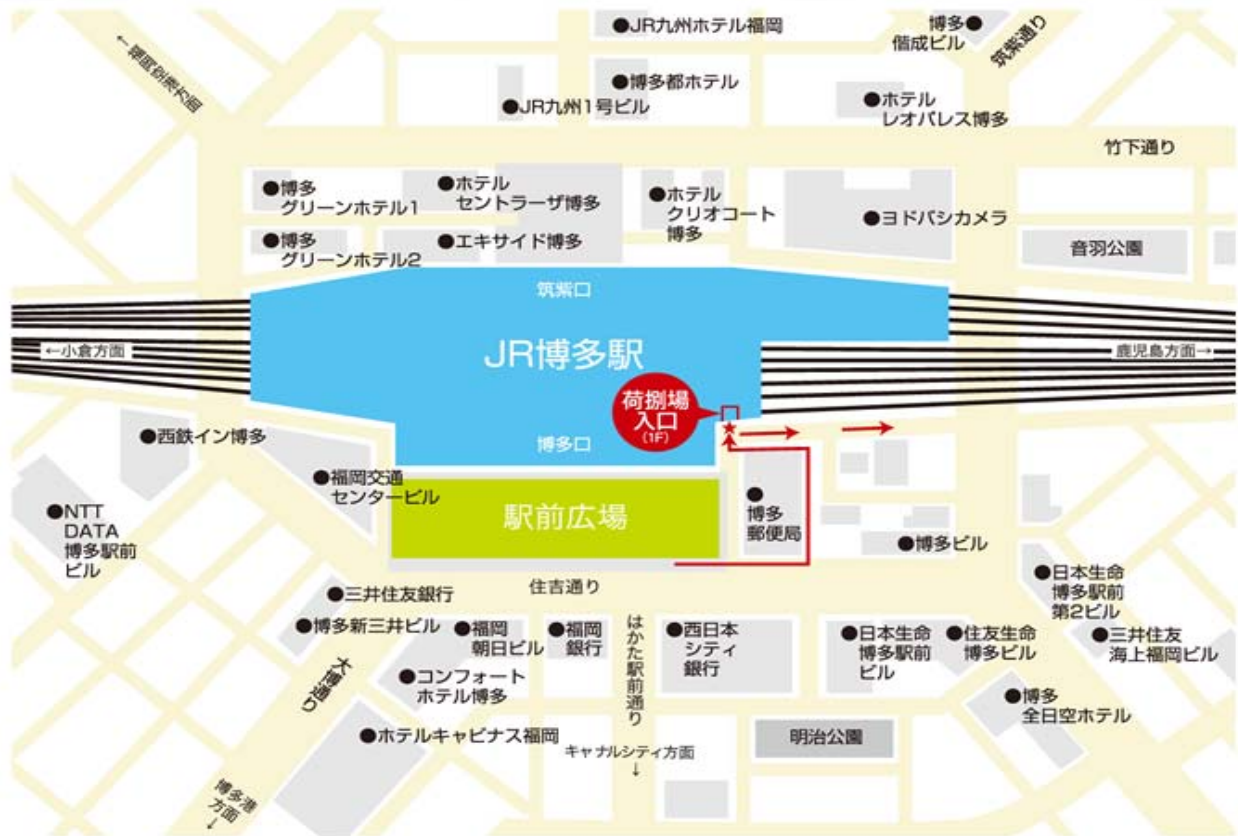 ●JR九州ホテル福岡
博多●
偕成ビル
筑紫通り
←福岡空港方面
●博多都ホテル
●JR九州1号ビル
●ホテル
レオパレス博多
竹下通り
●博多
グリーンホテル1
●ホテル
セントラーザ博多
●ホテル
クリオコート
博多
●ヨドバシカメラ
●博多
グリーンホテル2
●エキサイド博多
音羽公園
筑紫口
JR博多駅
←小倉方面
鹿児島方面→
荷捌場
入口
(1F)
博多口
●西鉄イン博多
●福岡交通
センタービル
駅前広場
●
博多
郵便局
●NTT
DATA
博多駅前
ビル
●博多ビル
住吉通り
●日本生命
博多駅前
第2ビル
●三井住友銀行
●博多新三井ビル
●福岡
朝日ビル
●福岡
銀行
はかた駅前通り
●西日本
シティ
銀行
●日本生命
博多駅前
ビル
●住友生命
博多ビル
●三井住友
海上福岡ビル
大博通り
●コンフォート
ホテル博多
●博多
全日空ホテル
●ホテルキャビナス福岡
キャナルシティ方面
↓
明治公園
博多港
方面
↓